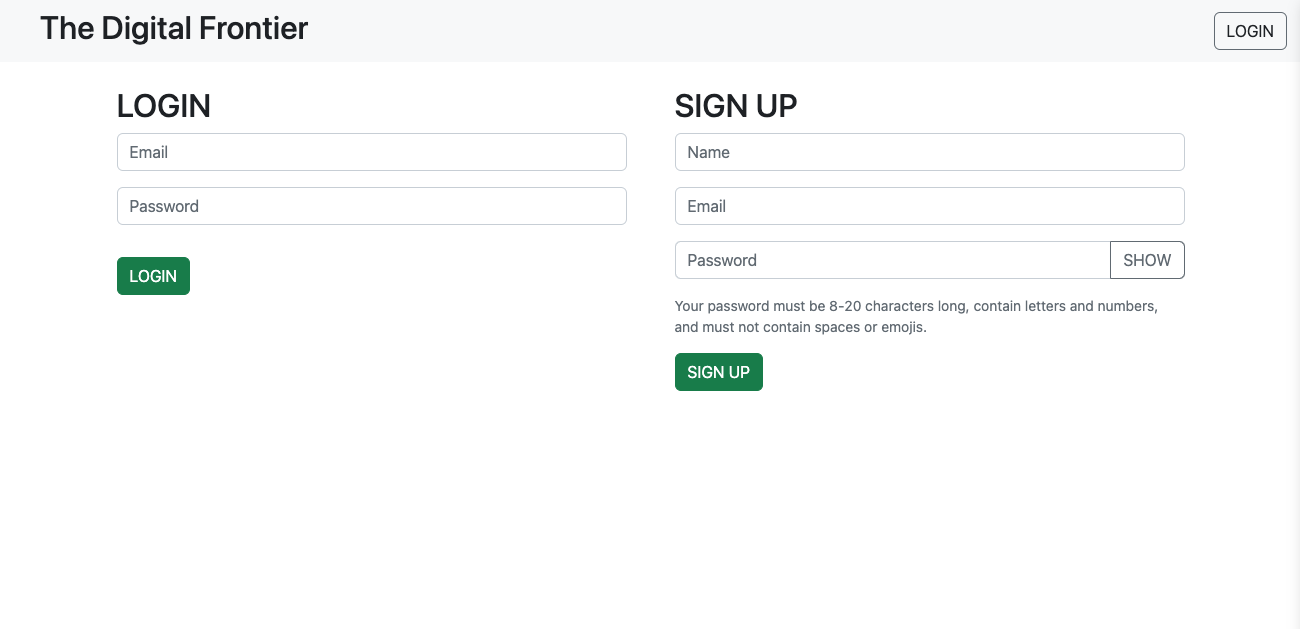 The Digital Frontier
LOGIN
LOGIN
Email
Password
LOGIN
SIGN UP
Name
Email
Password
SHOW
Your password must be 8-20 characters long, contain letters and numbers,
and must not contain spaces or emojis.
SIGN UP